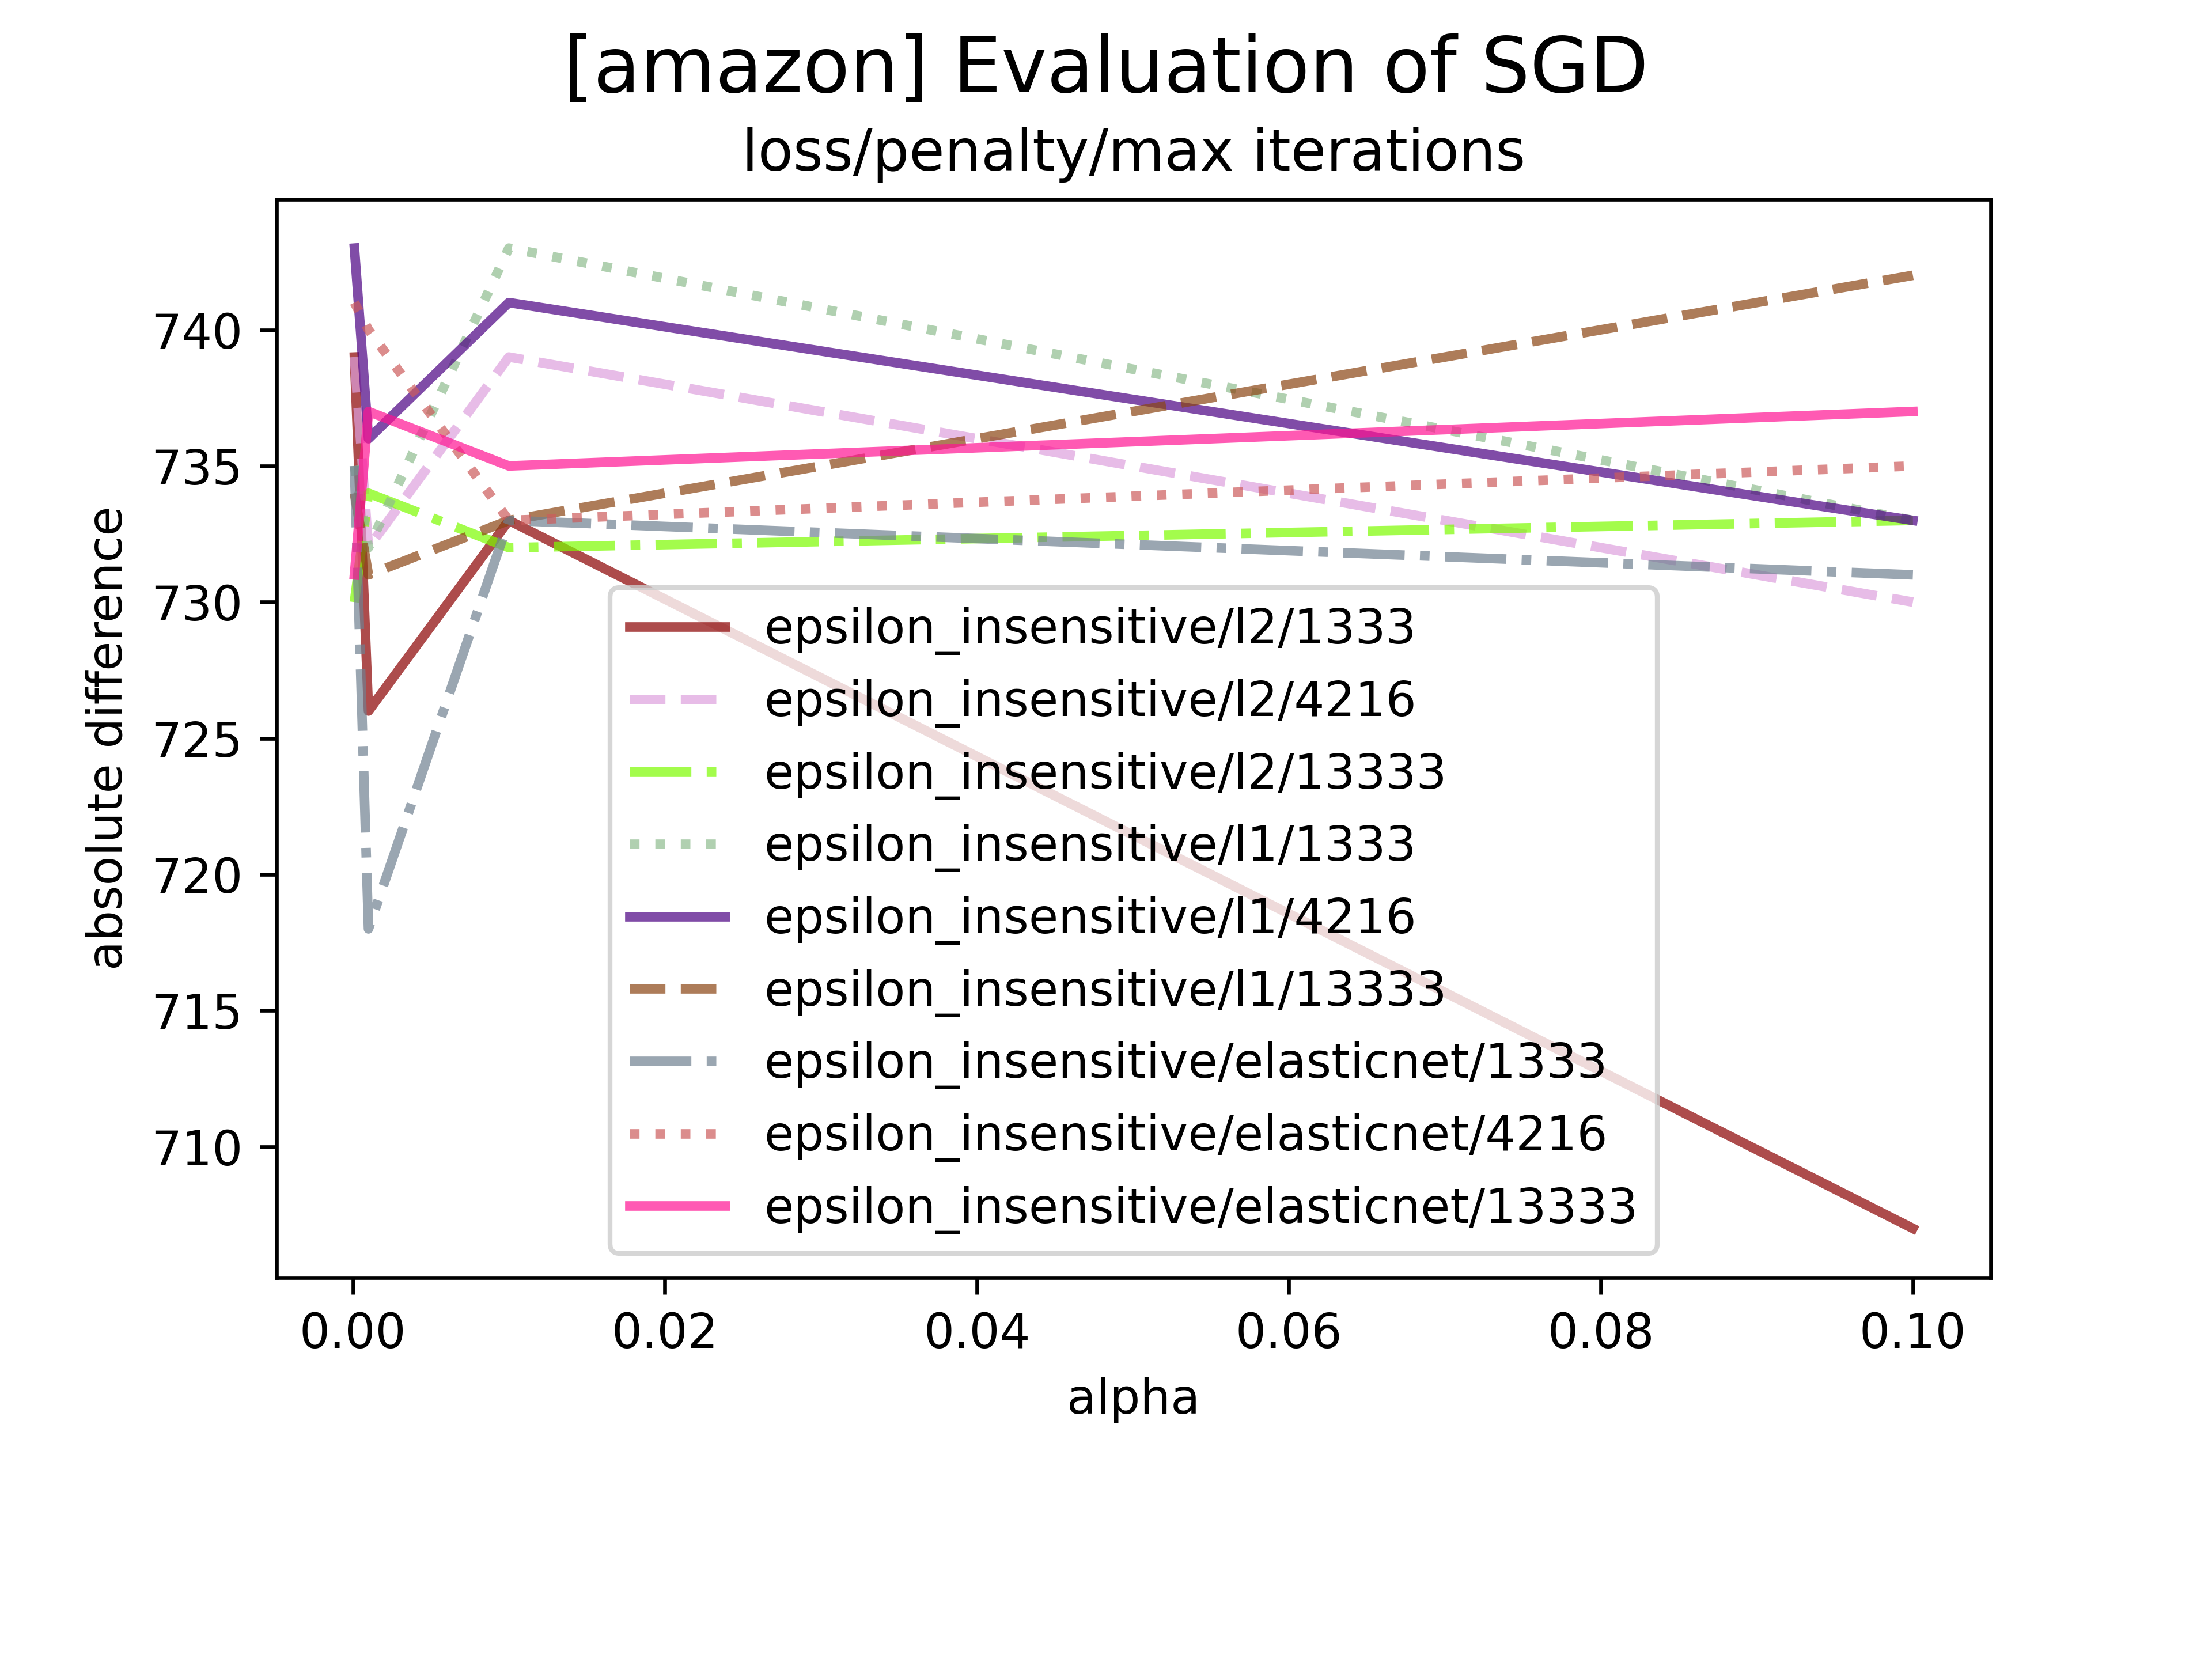 [amazon] Evaluation of SGD
loss/penalty/max iterations
740
735
730
725
720
715
710
absolute difference
epsilon_insensitive/l2/1333
epsilon_insensitive/l2/4216
epsilon_insensitive/l2/13333
epsilon_insensitive/l1/1333
epsilon_insensitive/l1/4216
epsilon_insensitive/l1/13333
epsilon_insensitive/elasticnet/1333
epsilon_insensitive/elasticnet/4216
epsilon_insensitive/elasticnet/13333
0.00 0.02 0.04 0.06 0.08 0.10
alpha